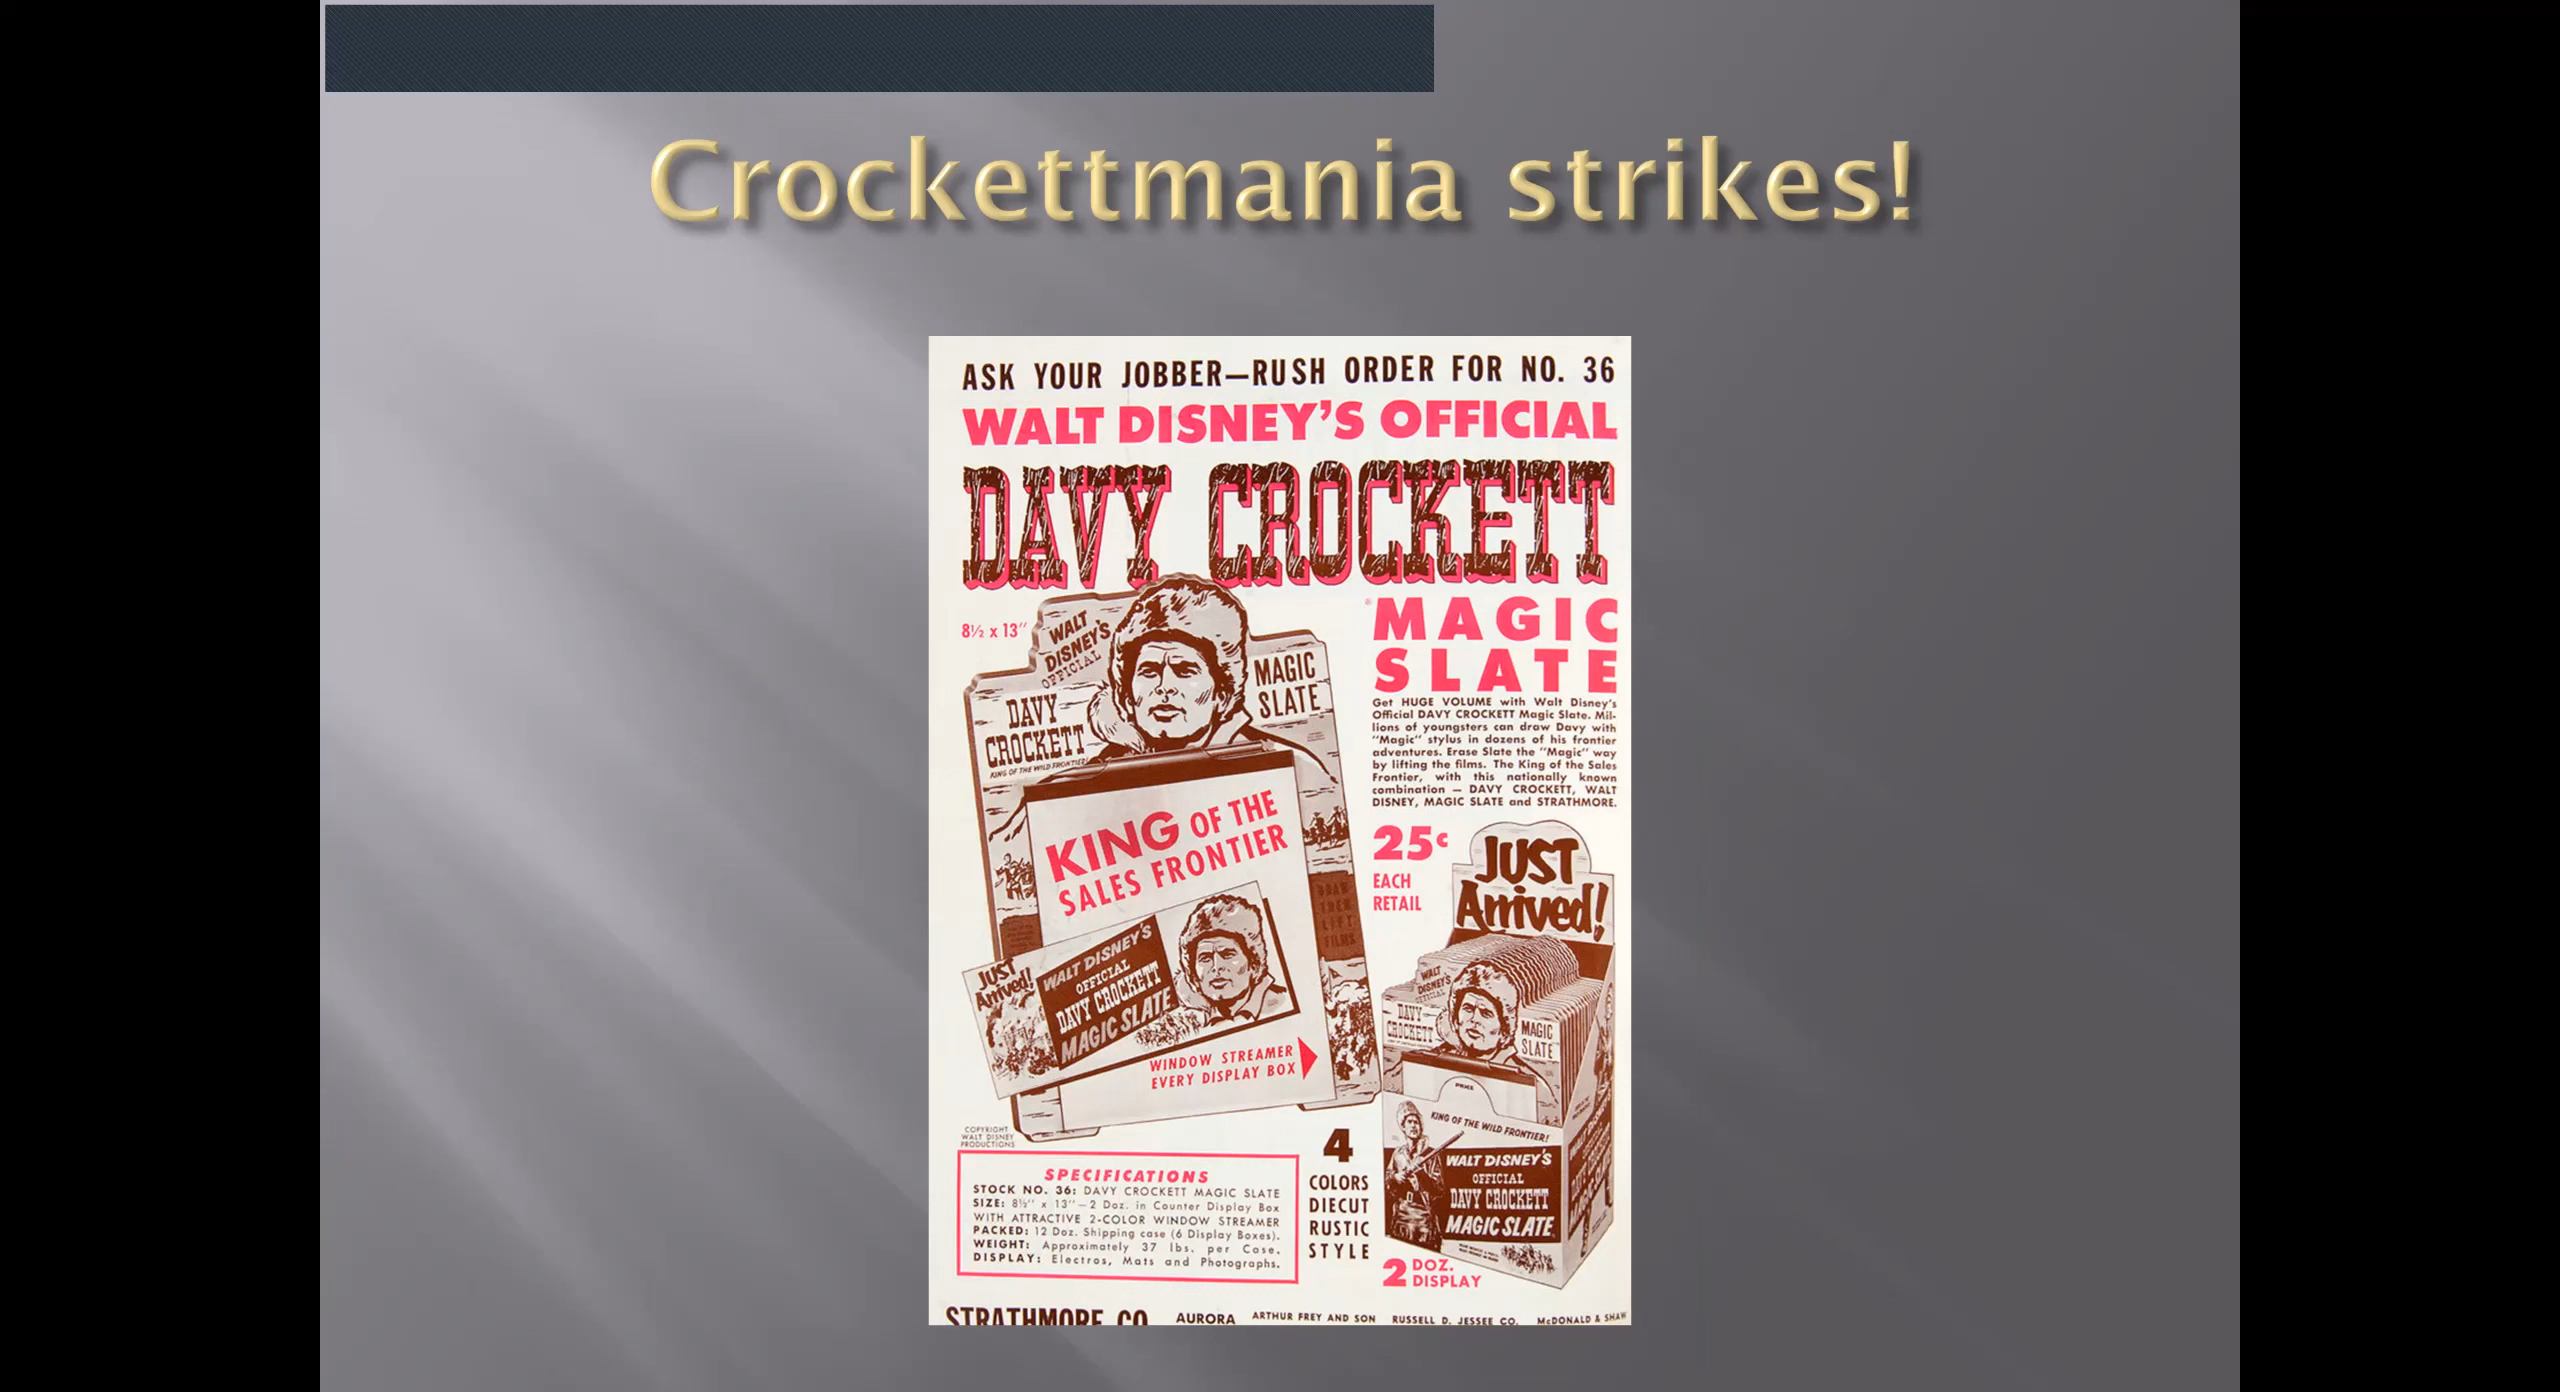 Crockettmania strikes!
ASK YOUR JOBBER—RUSH ORDER FOR NO. 36
WALT DISNEY'S OFFICIAL
DAVY CROCKETT
8½ x 13"
WALT
DISNEY'S
OFFICIAL
DAVY
CROCKETT
KING OF THE WILD FRONTIER!
MAGIC
SLATE
MAGIC
SLATE
Get HUGE VOLUME with Walt Disney's
Official DAVY CROCKETT Magic Slate. Mil-
lions of youngsters can draw Davy with
"Magic" stylus in dozens of his frontier
adventures. Erase Slate the "Magic" way
by lifting the films. The King of the Sales
Frontier, with this nationally known
combination — DAVY CROCKETT, WALT
DISNEY, MAGIC SLATE and STRATHMORE.
KING OF THE
SALES FRONTIER
DRAW
THEN
LIFT
FILMS
JUST
Arrived!
WALT DISNEY'S
OFFICIAL
DAVY CROCKETT
MAGIC SLATE
WINDOW STREAMER
EVERY DISPLAY BOX
25c
EACH
RETAIL
JUST
Arrived!
WALT
DISNEY'S
OFFICIAL
DAVY
CROCKETT
MAGIC
SLATE
PRICE
KING OF THE WILD FRONTIER!
WALT DISNEY'S
OFFICIAL
DAVY CROCKETT
MAGIC SLATE
2 DOZ.
DISPLAY
COPYRIGHT
WALT DISNEY
PRODUCTIONS
4
COLORS
DIECUT
RUSTIC
STYLE
SPECIFICATIONS
STOCK NO. 36: DAVY CROCKETT MAGIC SLATE
SIZE: 8½" x 13"—2 Doz. in Counter Display Box
WITH ATTRACTIVE 2-COLOR WINDOW STREAMER
PACKED: 12 Doz. Shipping case (6 Display Boxes).
WEIGHT: Approximately 37 lbs. per Case.
DISPLAY: Electros, Mats and Photographs.
STRATHMORE CO. AURORA ARTHUR FREY AND SON RUSSELL D. JESSEE CO. McDONALD & SHAW